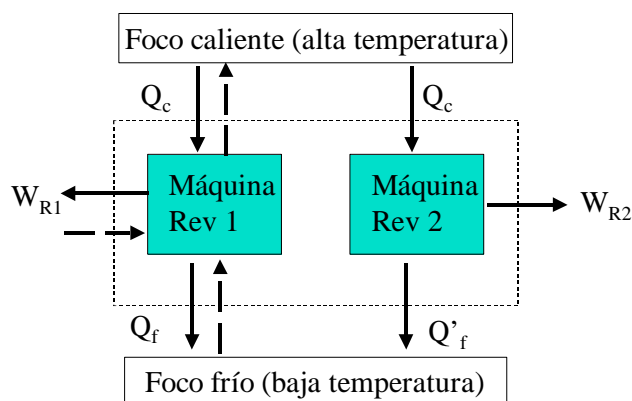 Foco caliente (alta temperatura)
Q_c
Q_c
Máquina
Rev 1
Máquina
Rev 2
W_R1
W_R2
Q_f
Q’_f
Foco frío (baja temperatura)